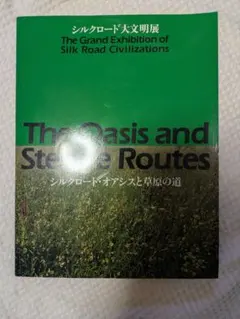 シルクロード大文明展
The Grand Exhibition of
Silk Road Civilizations
The Oasis and
Steppe Routes
シルクロード・オアシスと草原の道